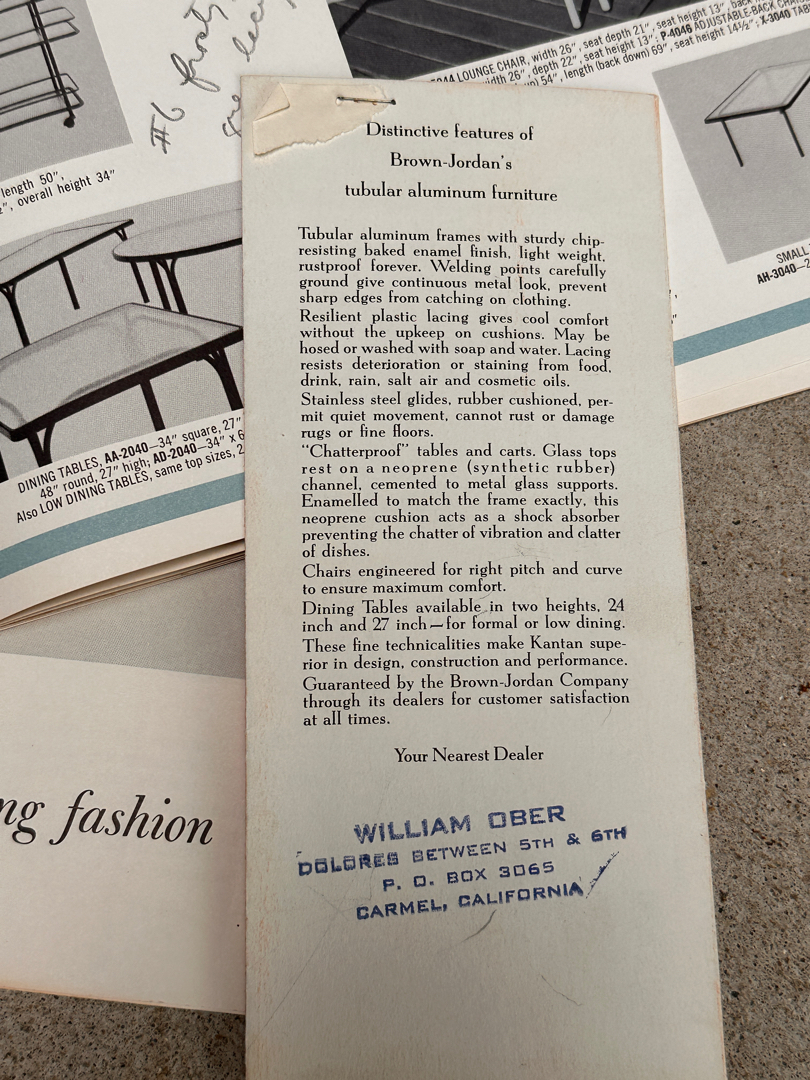 #6 frosty
length 50",
overall height 34"
DINING TABLES, AA-2040—34" square, 27"
48" round, 27" high; AD-2040—34" x 6
Also LOW DINING TABLES, same top sizes, 2
ng fashion
LOUNGE CHAIR, width 26", seat depth 21", seat height 13", back
width 26", depth 22", seat height 13"; P-4046 ADJUSTABLE-BACK CHAI
54", length (back down) 69", seat height 14½"; X-3040 TAB
SMALL
AH-3040—2
Distinctive features of
Brown-Jordan's
tubular aluminum furniture
Tubular aluminum frames with sturdy chip-
resisting baked enamel finish, light weight,
rustproof forever. Welding points carefully
ground give continuous metal look, prevent
sharp edges from catching on clothing.
Resilient plastic lacing gives cool comfort
without the upkeep on cushions. May be
hosed or washed with soap and water. Lacing
resists deterioration or staining from food,
drink, rain, salt air and cosmetic oils.
Stainless steel glides, rubber cushioned, per-
mit quiet movement, cannot rust or damage
rugs or fine floors.
"Chatterproof" tables and carts. Glass tops
rest on a neoprene (synthetic rubber)
channel, cemented to metal glass supports.
Enamelled to match the frame exactly, this
neoprene cushion acts as a shock absorber
preventing the chatter of vibration and clatter
of dishes.
Chairs engineered for right pitch and curve
to ensure maximum comfort.
Dining Tables available in two heights, 24
inch and 27 inch—for formal or low dining.
These fine technicalities make Kantan supe-
rior in design, construction and performance.
Guaranteed by the Brown-Jordan Company
through its dealers for customer satisfaction
at all times.
Your Nearest Dealer
WILLIAM OBER
DOLORES BETWEEN 5TH & 6TH
P. O. BOX 3065
CARMEL, CALIFORNIA